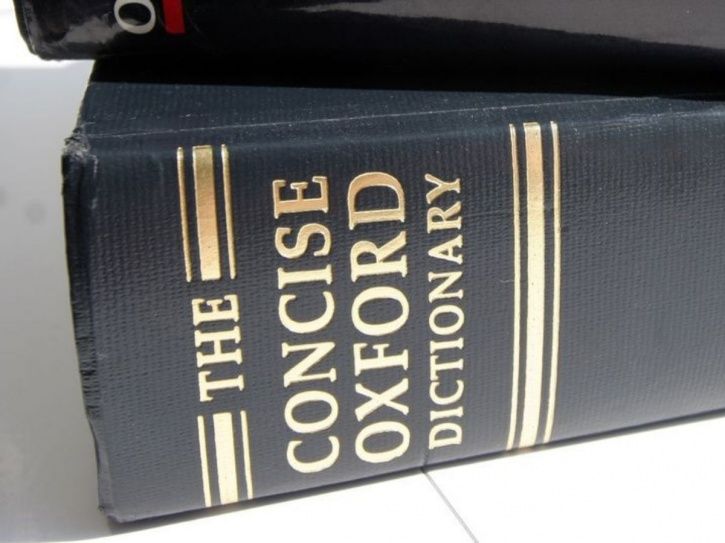 O
THE
CONCISE
OXFORD
DICTIONARY